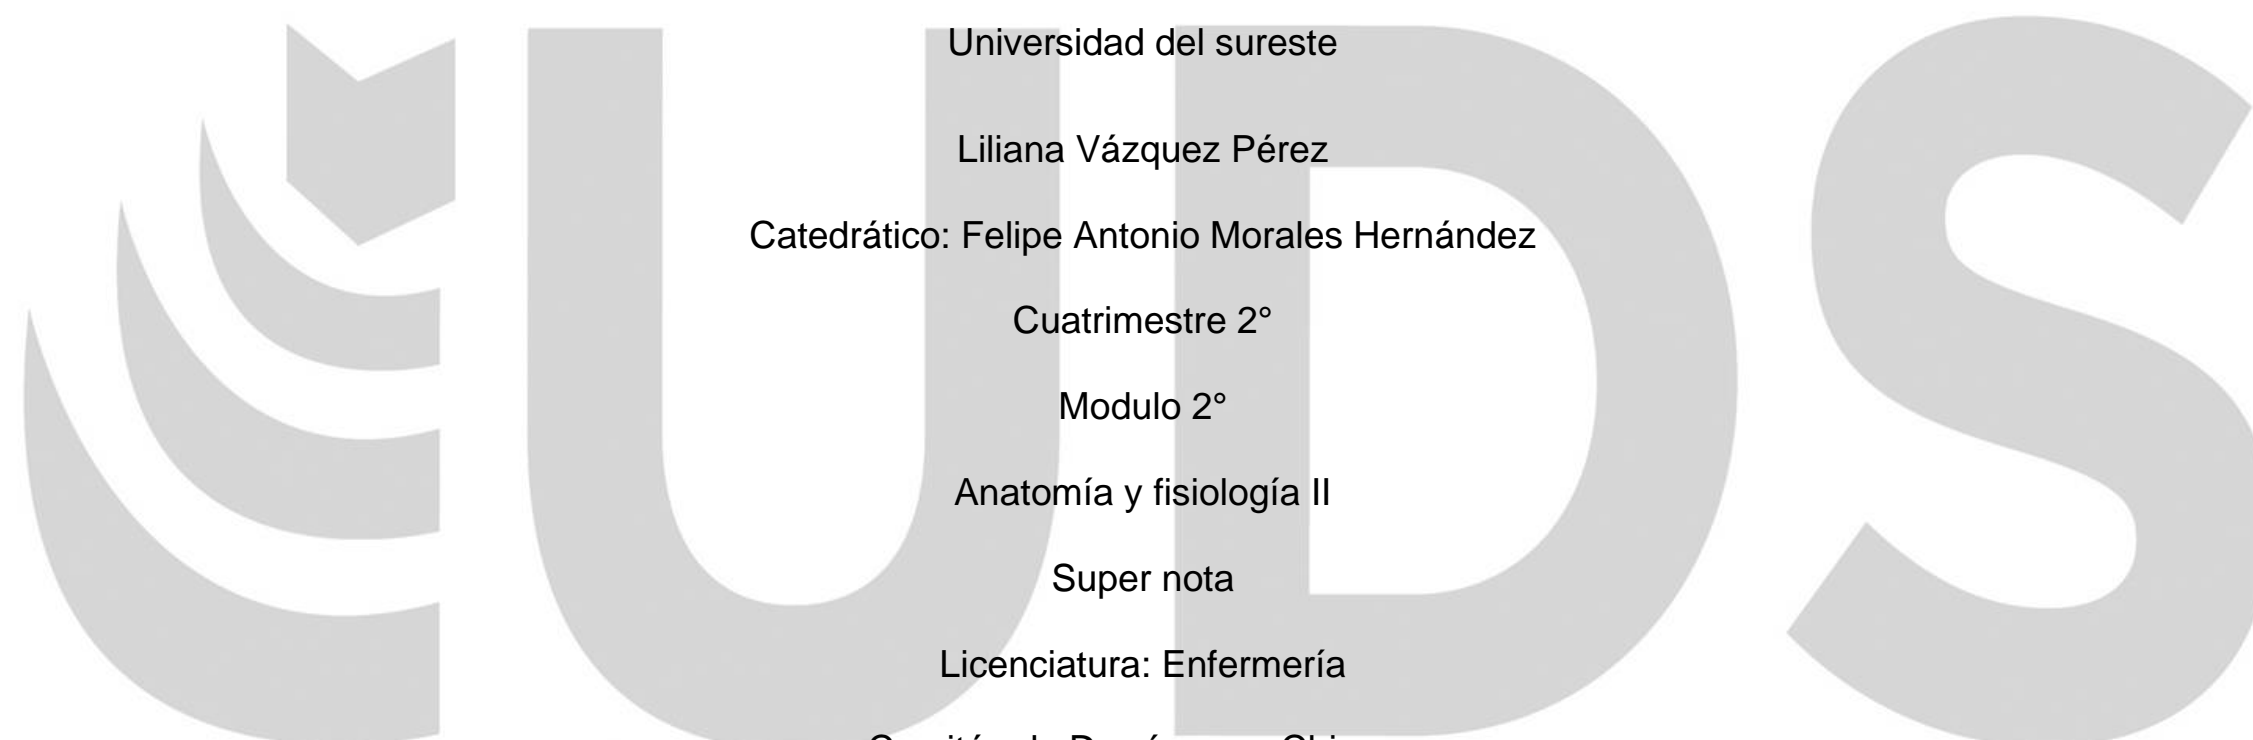 UDS
Universidad del sureste
Liliana Vázquez Pérez
Catedrático: Felipe Antonio Morales Hernández
Cuatrimestre 2°
Modulo 2°
Anatomía y fisiología II
Super nota
Licenciatura: Enfermería